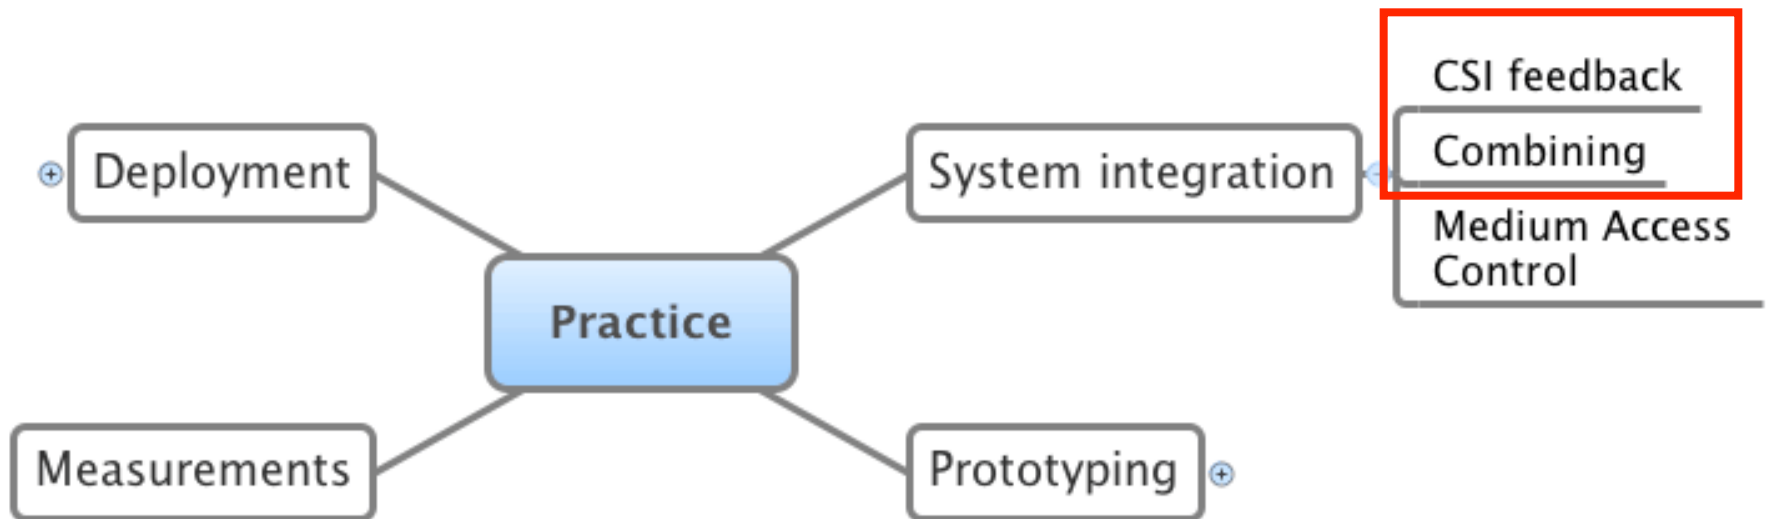 CSI feedback
Deployment
System integration
Combining
Medium Access
Control
Practice
Measurements
Prototyping